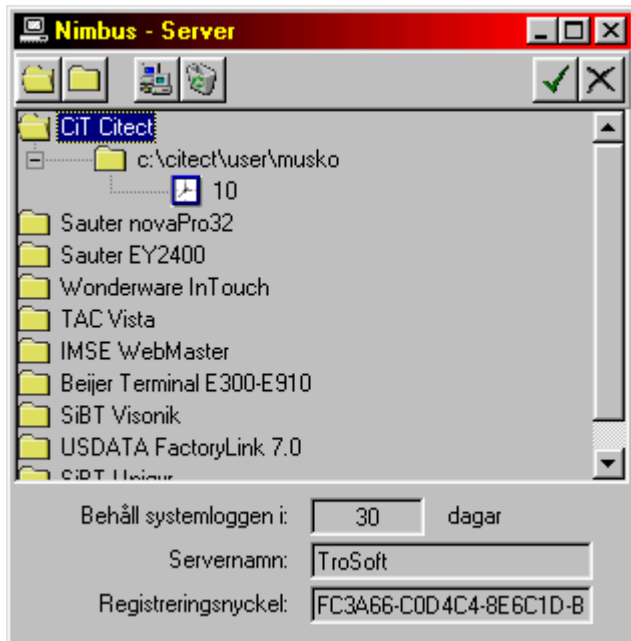 Nimbus - Server
CiT Citect
c:\citect\user\musko
10
Sauter novaPro32
Sauter EY2400
Wonderware InTouch
TAC Vista
IMSE WebMaster
Beijer Terminal E300-E910
SiBT Visonik
USDATA FactoryLink 7.0
SiBT Unigyr
Behåll systemloggen i: 30 dagar
Servernamn: TroSoft
Registreringsnyckel: FC3A66-C0D4C4-8E6C1D-B